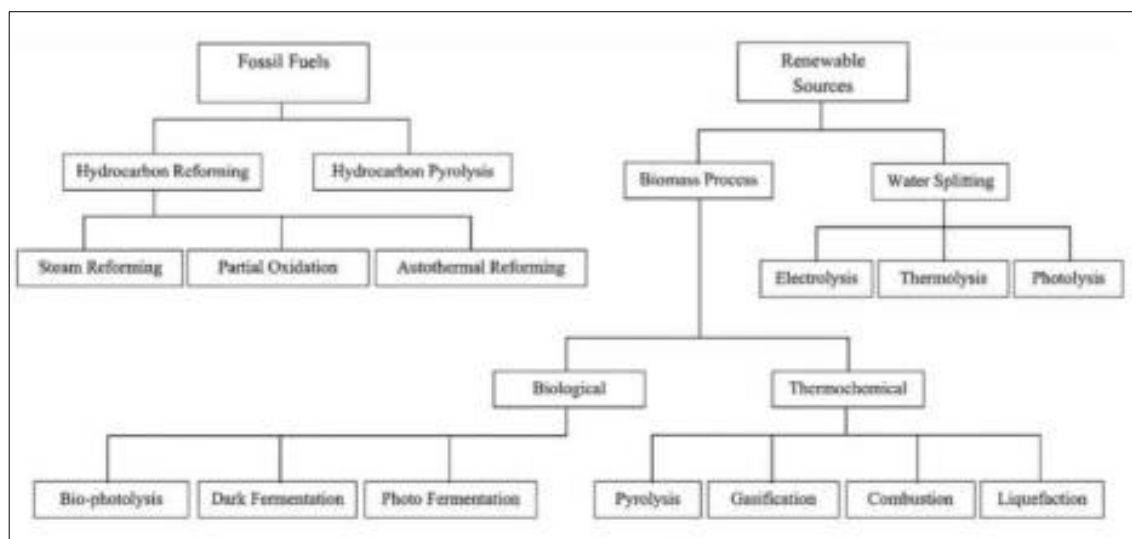 Fossil Fuels
Renewable
Sources
Hydrocarbon Reforming
Hydrocarbon Pyrolysis
Biomass Process
Water Splitting
Steam Reforming
Partial Oxidation
Autothermal Reforming
Electrolysis
Thermolysis
Photolysis
Biological
Thermochemical
Bio-photolysis
Dark Fermentation
Photo Fermentation
Pyrolysis
Gasification
Combustion
Liquefaction